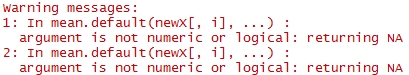 Warning messages:
1: In mean.default(newX[, i], ...) :
  argument is not numeric or logical: returning NA
2: In mean.default(newX[, i], ...) :
  argument is not numeric or logical: returning NA